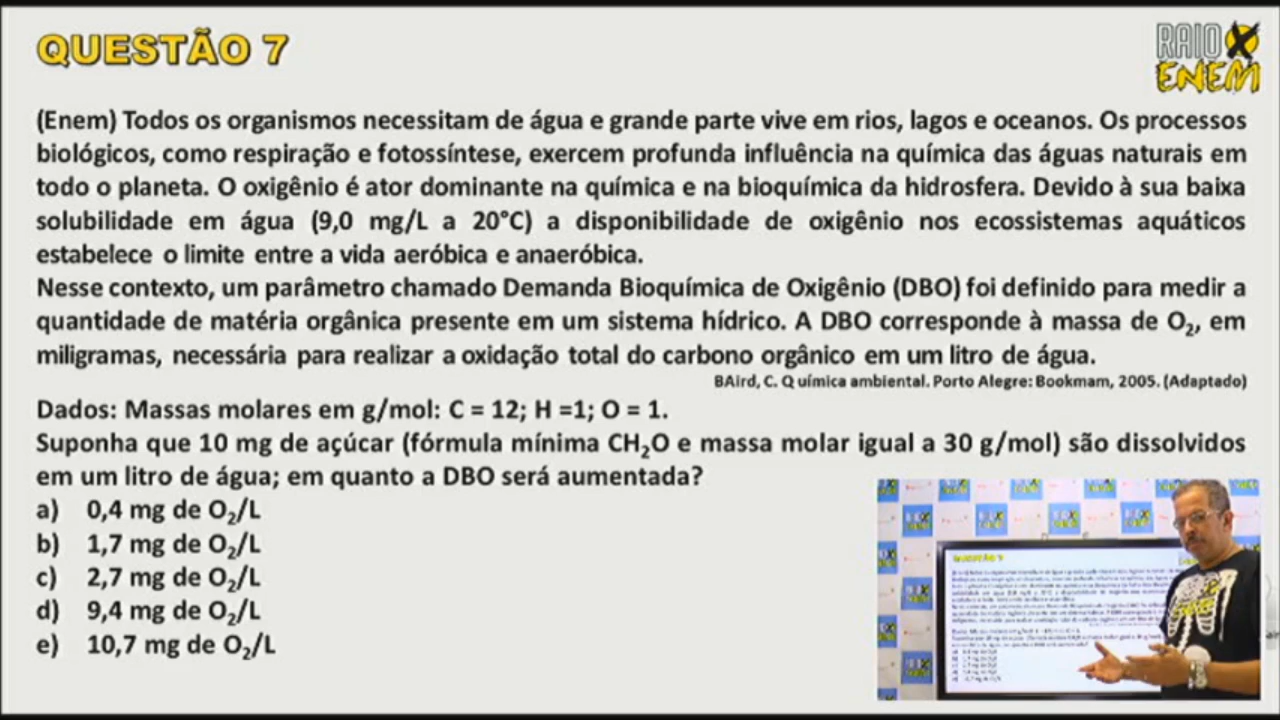 QUESTÃO 7
RAIO X
ENEM
(Enem) Todos os organismos necessitam de água e grande parte vive em rios, lagos e oceanos. Os processos
biológicos, como respiração e fotossíntese, exercem profunda influência na química das águas naturais em
todo o planeta. O oxigênio é ator dominante na química e na bioquímica da hidrosfera. Devido à sua baixa
solubilidade em água (9,0 mg/L a 20°C) a disponibilidade de oxigênio nos ecossistemas aquáticos
estabelece o limite entre a vida aeróbica e anaeróbica.
Nesse contexto, um parâmetro chamado Demanda Bioquímica de Oxigênio (DBO) foi definido para medir a
quantidade de matéria orgânica presente em um sistema hídrico. A DBO corresponde à massa de O₂, em
miligramas, necessária para realizar a oxidação total do carbono orgânico em um litro de água.
BAird, C. Q uímica ambiental. Porto Alegre: Bookmam, 2005. (Adaptado)
Dados: Massas molares em g/mol: C = 12; H =1; O = 1.
Suponha que 10 mg de açúcar (fórmula mínima CH₂O e massa molar igual a 30 g/mol) são dissolvidos
em um litro de água; em quanto a DBO será aumentada?
a) 0,4 mg de O₂/L
b) 1,7 mg de O₂/L
c) 2,7 mg de O₂/L
d) 9,4 mg de O₂/L
e) 10,7 mg de O₂/L
QUESTÃO 7